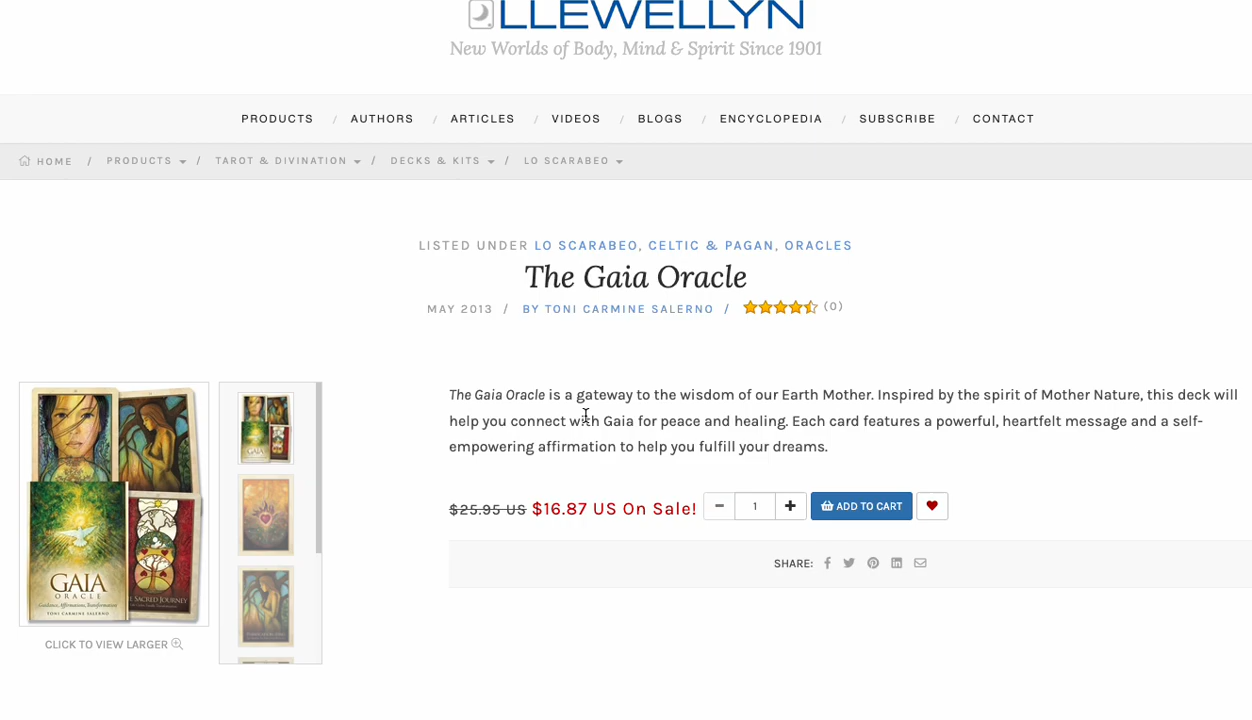 LLEWELLYN
New Worlds of Body, Mind & Spirit Since 1901
PRODUCTS / AUTHORS / ARTICLES / VIDEOS / BLOGS / ENCYCLOPEDIA / SUBSCRIBE / CONTACT
HOME / PRODUCTS / TAROT & DIVINATION / DECKS & KITS / LO SCARABEO
LISTED UNDER LO SCARABEO, CELTIC & PAGAN, ORACLES
The Gaia Oracle
MAY 2013 / BY TONI CARMINE SALERNO / (0)
The Gaia Oracle is a gateway to the wisdom of our Earth Mother. Inspired by the spirit of Mother Nature, this deck will
help you connect with Gaia for peace and healing. Each card features a powerful, heartfelt message and a self-
empowering affirmation to help you fulfill your dreams.
$25.95 US $16.87 US On Sale! − 1 + ADD TO CART
SHARE:
GAIA
ORACLE
Guidance, Affirmations, Transformation
TONI CARMINE SALERNO
SACRED JOURNEY
CLICK TO VIEW LARGER